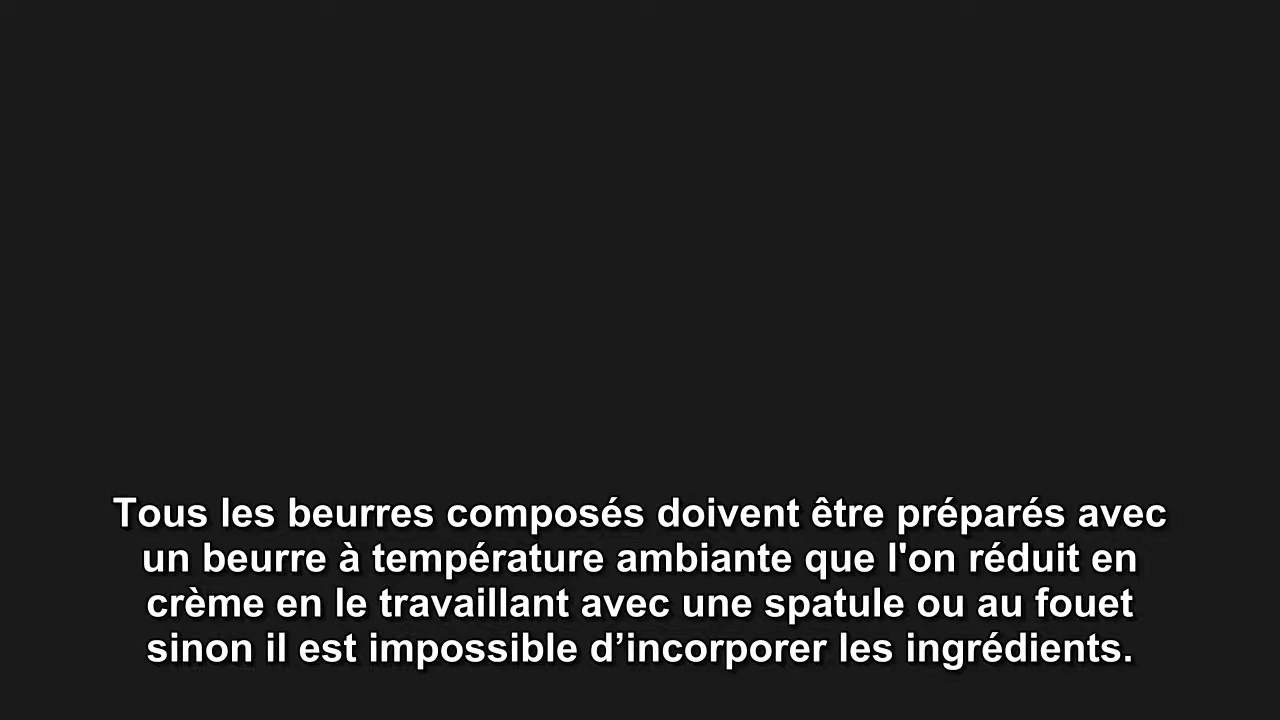 Tous les beurres composés doivent être préparés avec
un beurre à température ambiante que l'on réduit en
crème en le travaillant avec une spatule ou au fouet
sinon il est impossible d’incorporer les ingrédients.